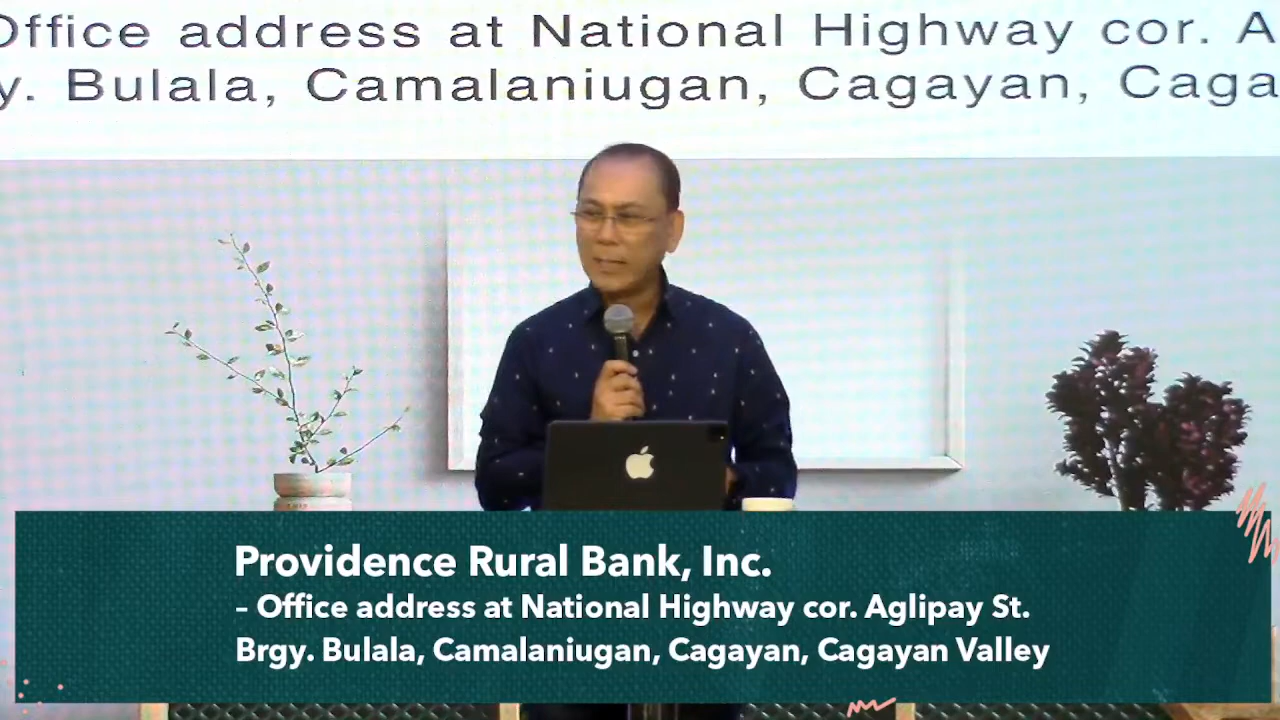 Office address at National Highway cor. A
y. Bulala, Camalaniugan, Cagayan, Caga
Providence Rural Bank, Inc.
– Office address at National Highway cor. Aglipay St.
Brgy. Bulala, Camalaniugan, Cagayan, Cagayan Valley